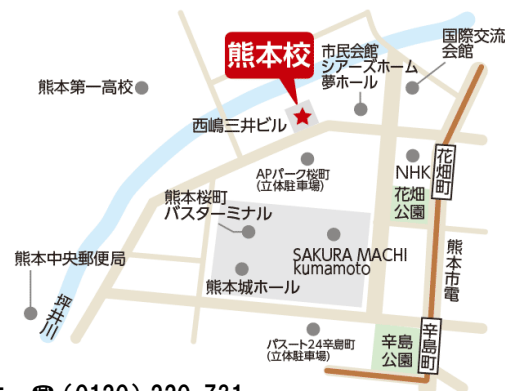 熊本校
国際交流
会館
市民会館
シアーズホーム
夢ホール
熊本第一高校
西嶋三井ビル
APパーク桜町
(立体駐車場)
NHK
花畑町
花畑
公園
熊本桜町
バスターミナル
SAKURA MACHI
kumamoto
熊本城ホール
熊本市電
熊本中央郵便局
坪井川
パスート24辛島町
(立体駐車場)
辛島
公園
辛島町